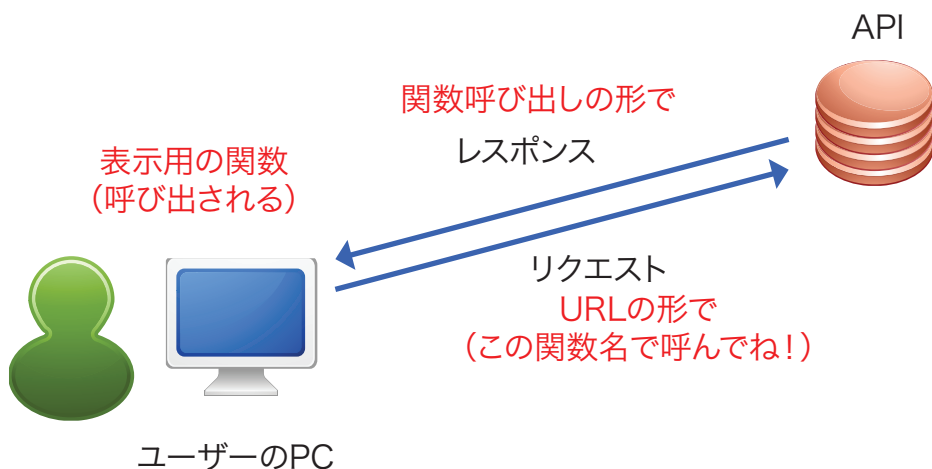 API
関数呼び出しの形で
レスポンス
表示用の関数
（呼び出される）
リクエスト
URLの形で
（この関数名で呼んでね！）
ユーザーのPC